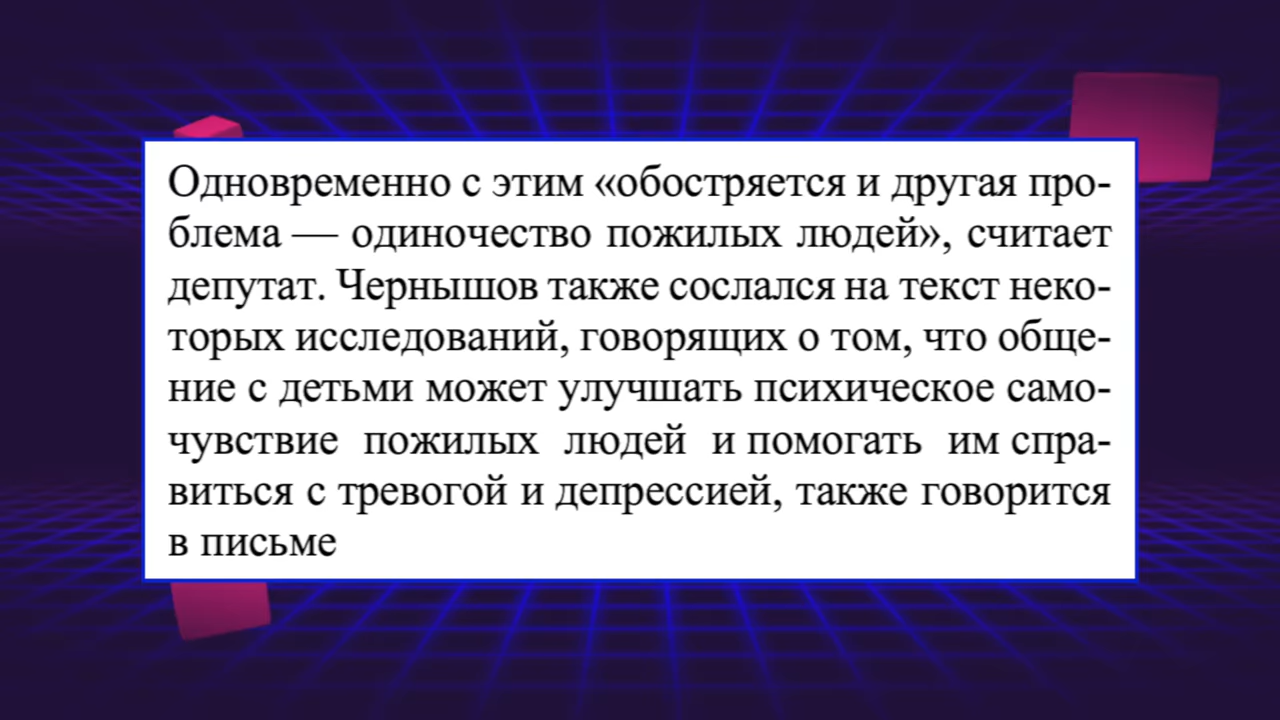 Одновременно с этим «обостряется и другая про-
блема — одиночество пожилых людей», считает
депутат. Чернышов также сослался на текст неко-
торых исследований, говорящих о том, что обще-
ние с детьми может улучшать психическое само-
чувствие пожилых людей и помогать им спра-
виться с тревогой и депрессией, также говорится
в письме